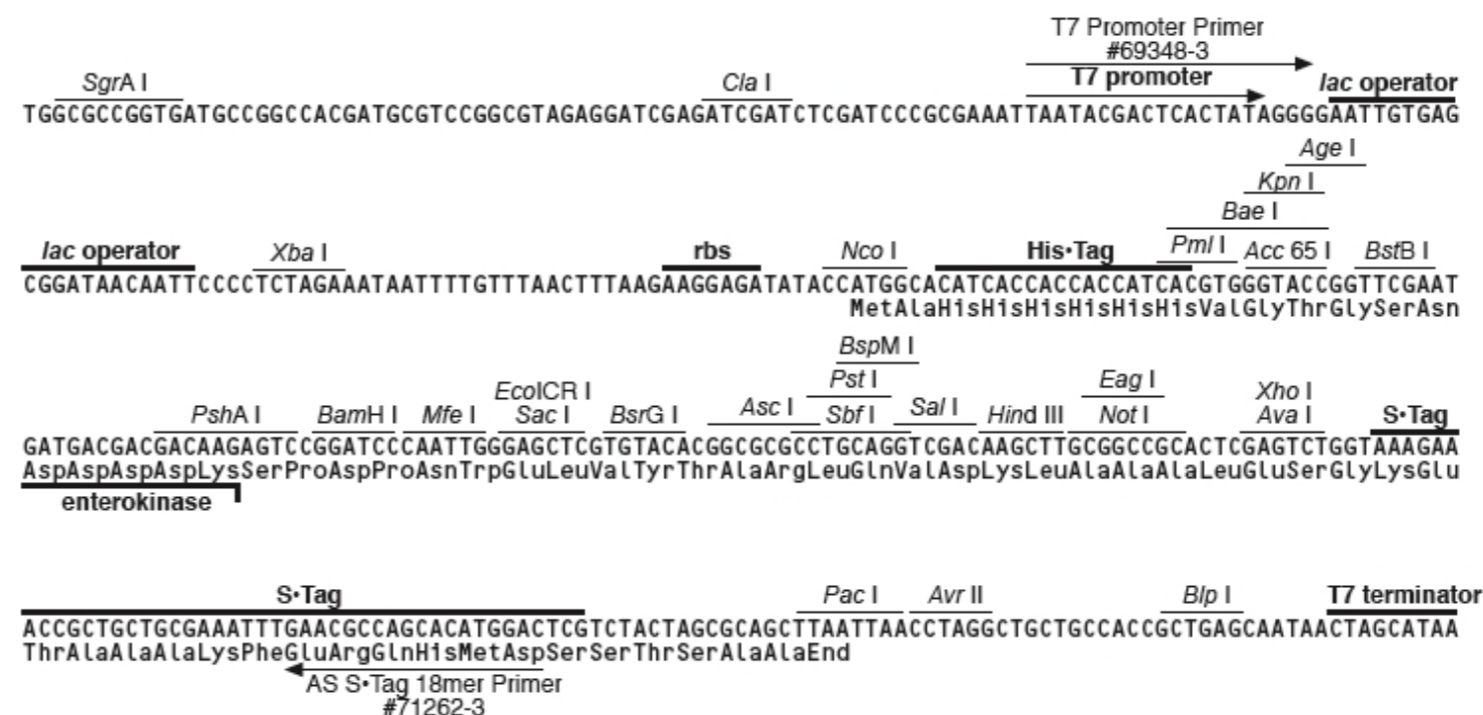 T7 Promoter Primer
#69348-3
SgrA I Cla I T7 promoter lac operator
TGGCGCCGGTGATGCCGGCCACGATGCGTCCGGCGTAGAGGATCGAGATCGATCTCGATCCCGCGAAATTAATACGACTCACTATAGGGGAATTGTGAG
Age I
Kpn I
Bae I
lac operator Xba I rbs Nco I His•Tag Pml I Acc 65 I BstB I
CGGATAACAATTCCCCTCTAGAAATAATTTTGTTTAACTTTAAGAAGGAGATATACCATGGCACATCACCACCACCATCACGTGGGTACCGGTTCGAAT
MetAlaHisHisHisHisHisHisValGlyThrGlySerAsn
BspM I
EcoICR I Pst I Eag I Xho I
PshA I BamH I Mfe I Sac I BsrG I Asc I Sbf I Sal I Hind III Not I Ava I S•Tag
GATGACGACGACAAGAGTCCGGATCCCAATTGGGAGCTCGTGTACACGGCGCGCCTGCAGGTCGACAAGCTTGCGGCCGCACTCGAGTCTGGTAAAGAA
AspAspAspAspLysSerProAspProAsnTrpGluLeuValTyrThrAlaArgLeuGlnValAspLysLeuAlaAlaAlaLeuGluSerGlyLysGlu
enterokinase
S•Tag Pac I Avr II Blp I T7 terminator
ACCGCTGCTGCGAAATTTGAACGCCAGCACATGGACTCGTCTACTAGCGCAGCTTAATTAACCTAGGCTGCTGCCACCGCTGAGCAATAACTAGCATAA
ThrAlaAlaAlaLysPheGluArgGlnHisMetAspSerSerThrSerAlaAlaEnd
AS S•Tag 18mer Primer
#71262-3